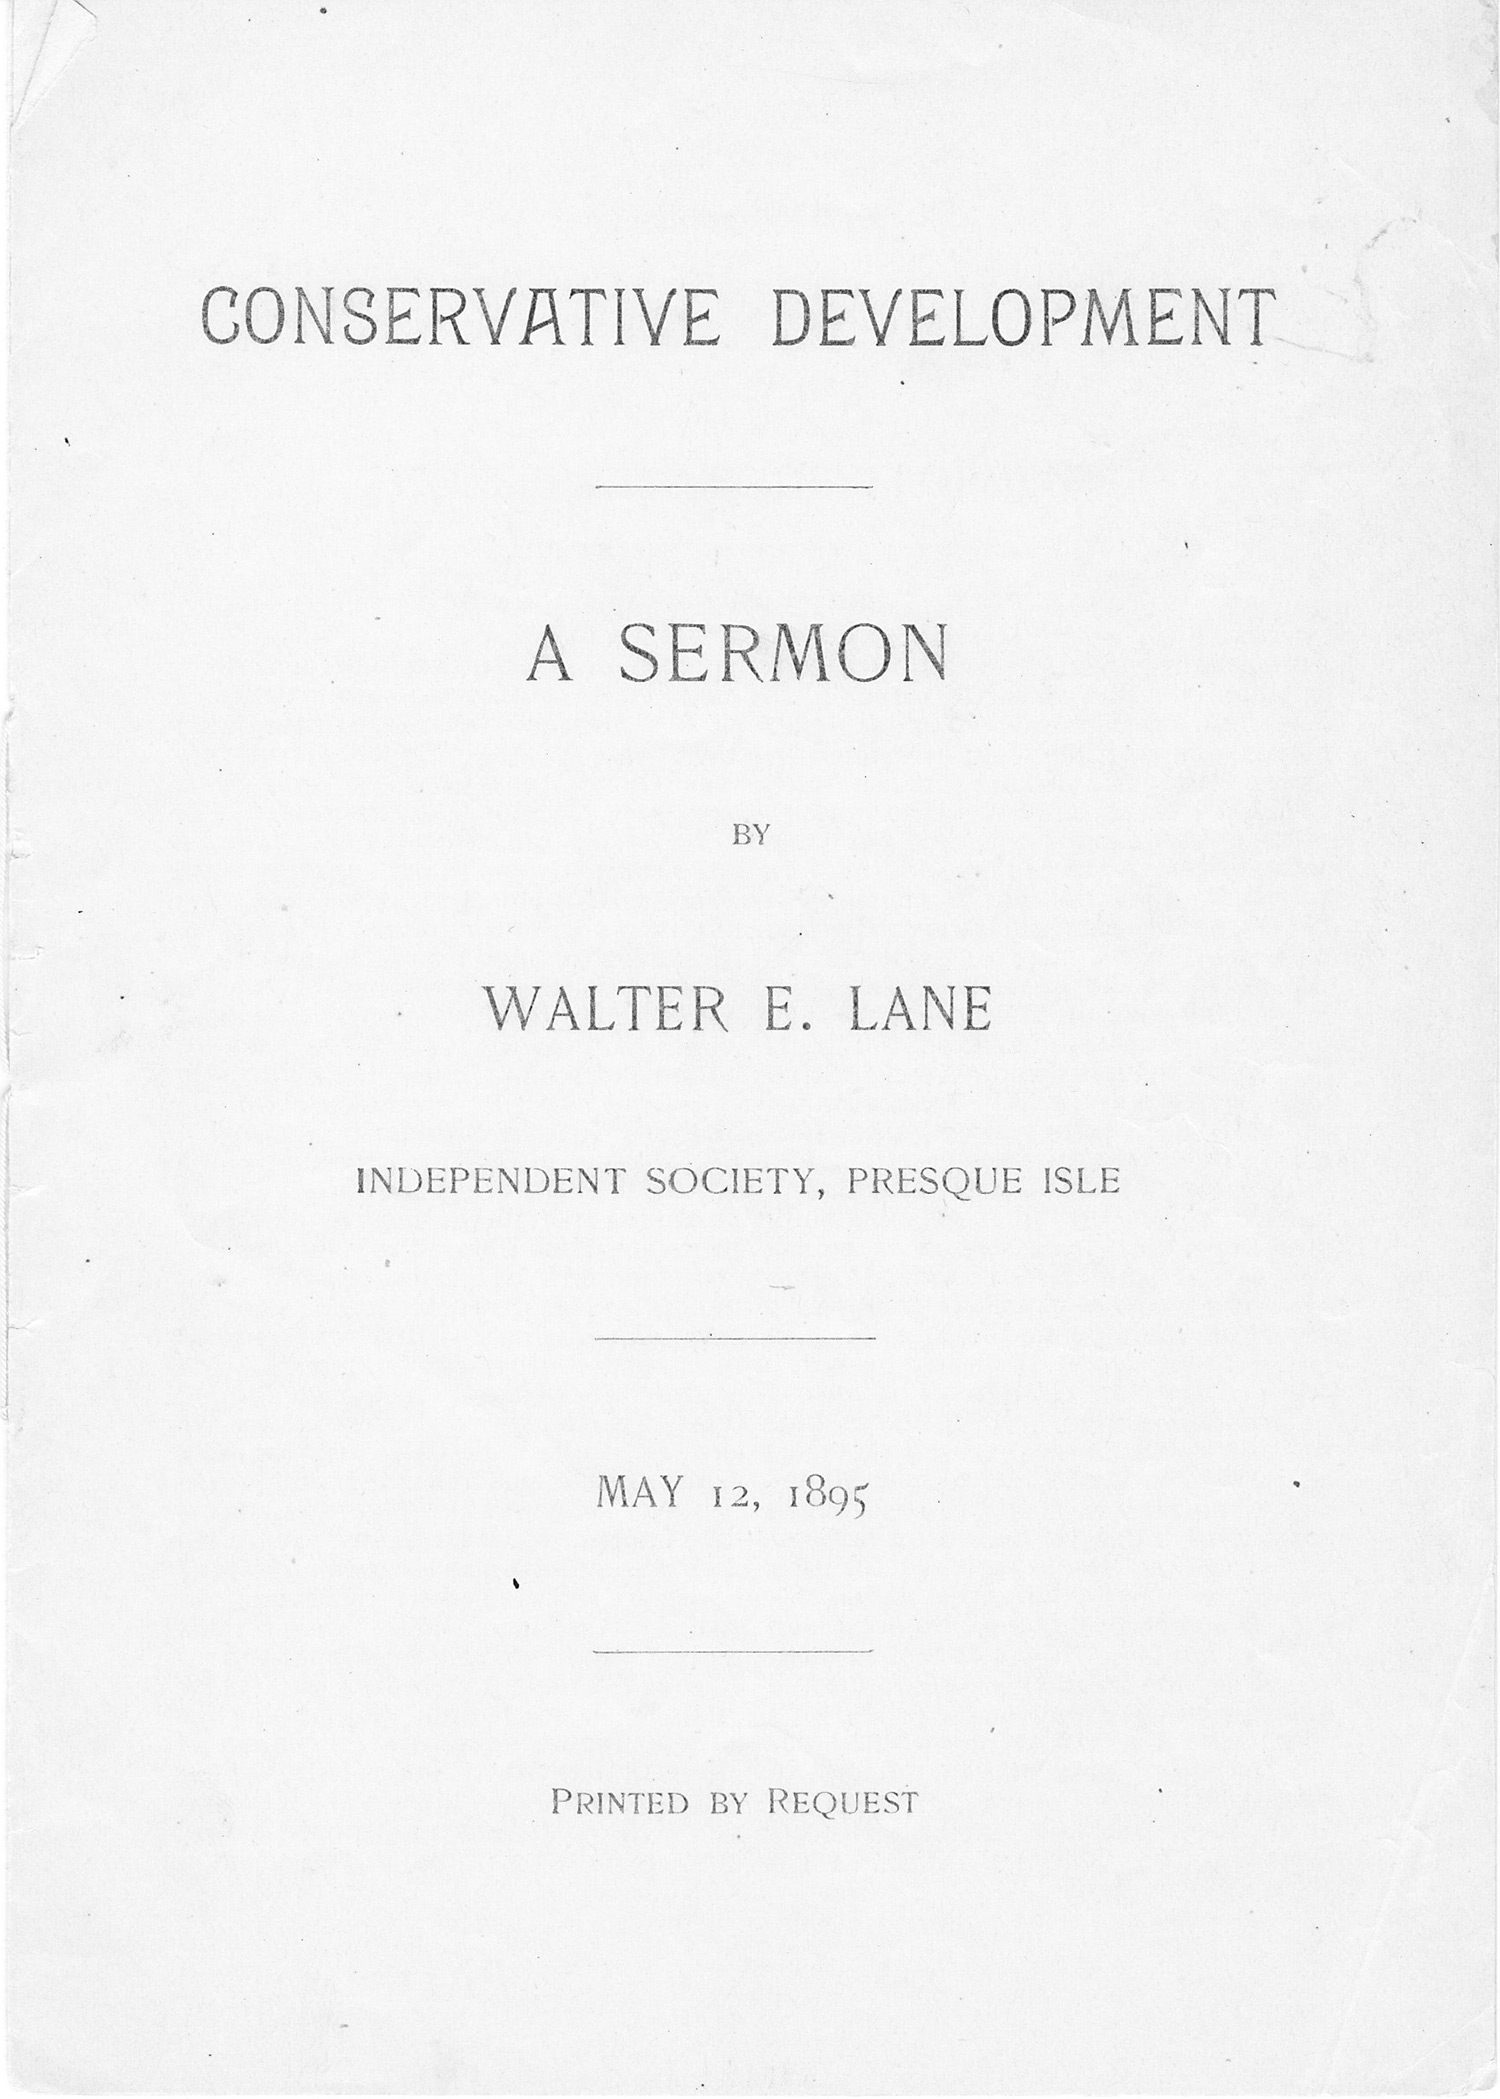 CONSERVATIVE DEVELOPMENT
A SERMON
BY
WALTER E. LANE
INDEPENDENT SOCIETY, PRESQUE ISLE
MAY 12, 1895
PRINTED BY REQUEST